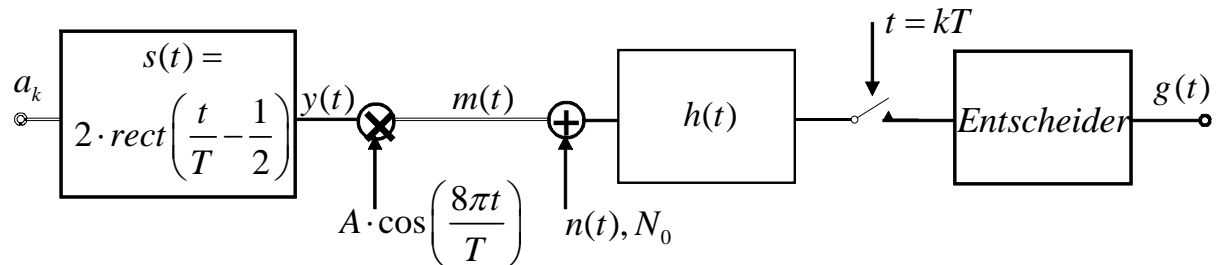 a_k
s(t) =
2 · rect(t/T − 1/2)
y(t)
A · cos(8πt/T)
m(t)
n(t), N_0
h(t)
t = kT
Entscheider
g(t)